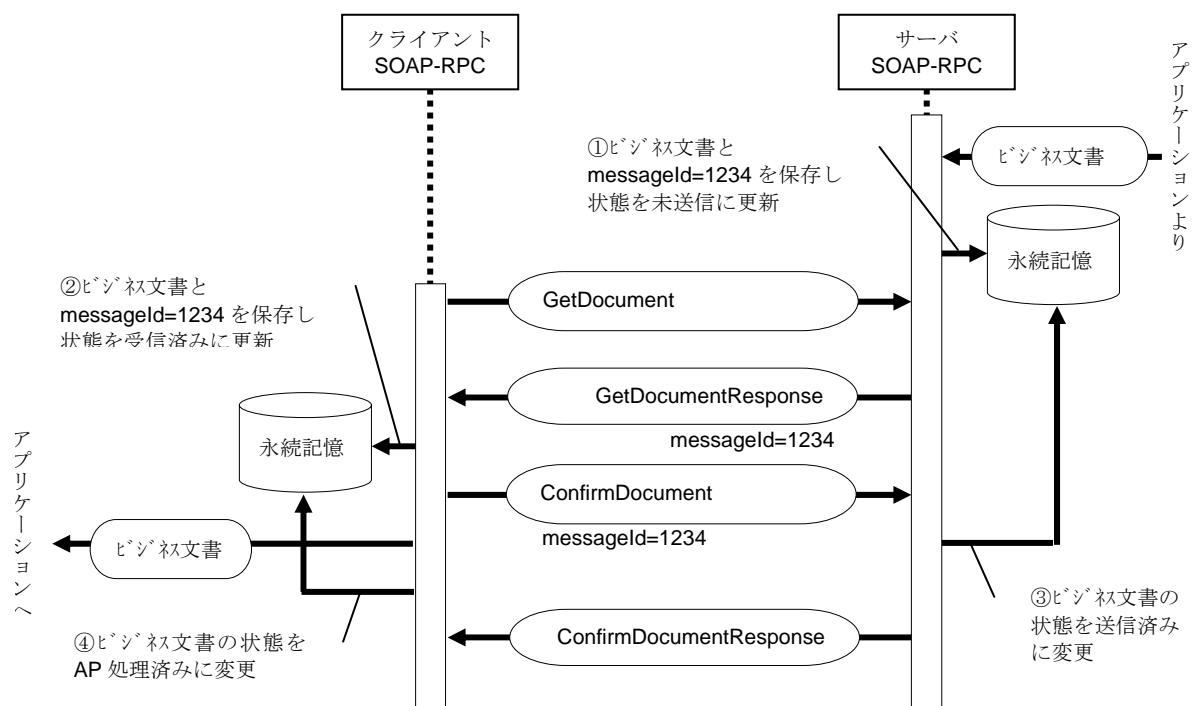 クライアント
SOAP-RPC
サーバ
SOAP-RPC
アプリケーションより
ﾋﾞｼﾞﾈｽ文書
①ﾋﾞｼﾞﾈｽ文書と
messageId=1234 を保存し
状態を未送信に更新
永続記憶
②ﾋﾞｼﾞﾈｽ文書と
messageId=1234 を保存し
状態を受信済みに更新
GetDocument
GetDocumentResponse
messageId=1234
永続記憶
ConfirmDocument
messageId=1234
アプリケーションへ
ﾋﾞｼﾞﾈｽ文書
③ﾋﾞｼﾞﾈｽ文書の
状態を送信済み
に変更
④ﾋﾞｼﾞﾈｽ文書の状態を
AP 処理済みに変更
ConfirmDocumentResponse